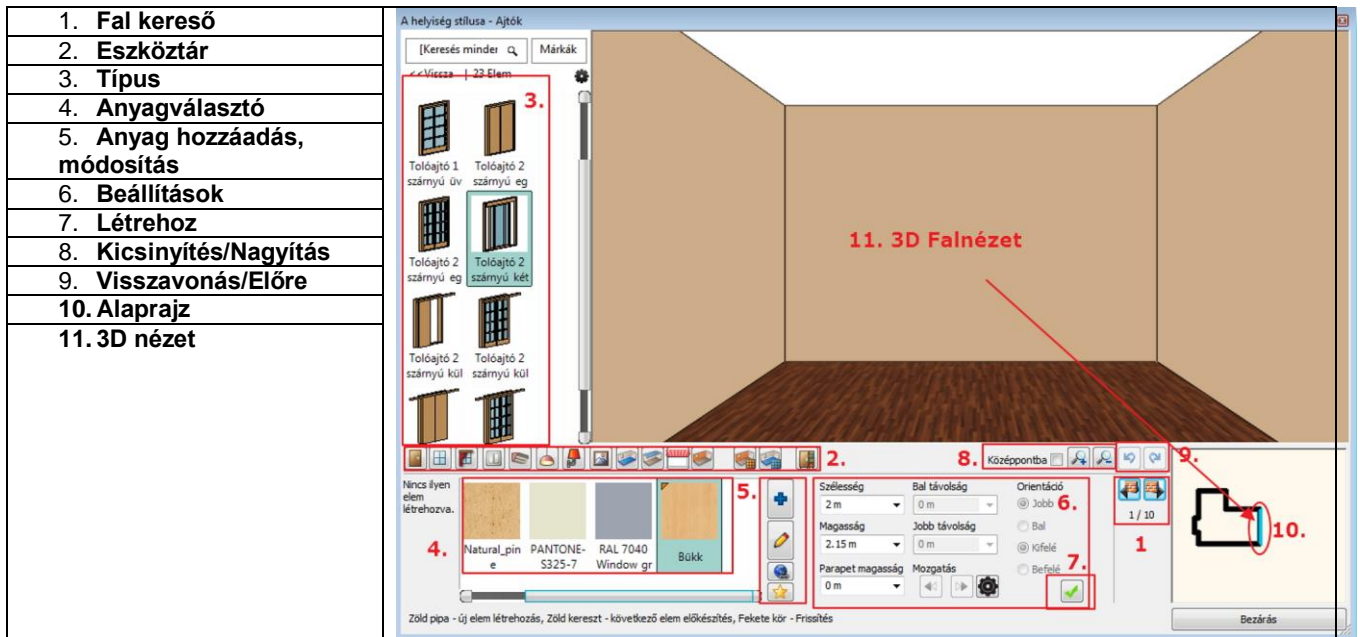 1. Fal kereső
2. Eszköztár
3. Típus
4. Anyagválasztó
5. Anyag hozzáadás,
módosítás
6. Beállítások
7. Létrehoz
8. Kicsinyítés/Nagyítás
9. Visszavonás/Előre
10. Alaprajz
11. 3D nézet
A helyiség stílusa - Ajtók
[Keresés minder
Márkák
<<Vissza | 23 Elem
3.
Tolóajtó 1 Tolóajtó 2
szárnyú üv szárnyú eg
Tolóajtó 2 Tolóajtó 2
szárnyú eg szárnyú két
Tolóajtó 2 Tolóajtó 2
szárnyú kül szárnyú kül
11. 3D Falnézet
2.
8. Középpontba
9.
Nincs ilyen
elem
létrehozva.
4.
Natural_pin
e
PANTONE-
S325-7
RAL 7040
Window gr
Bükk
5.
Szélesség Bal távolság Orientáció
2 m 0 m Jobb 6.
Magasság Jobb távolság Bal
2.15 m 0 m Kifelé
Parapet magasság Mozgatás Befelé 7.
0 m
1 / 10
1
10.
Zöld pipa - új elem létrehozás, Zöld kereszt - következő elem előkészítés, Fekete kör - Frissítés
Bezárás